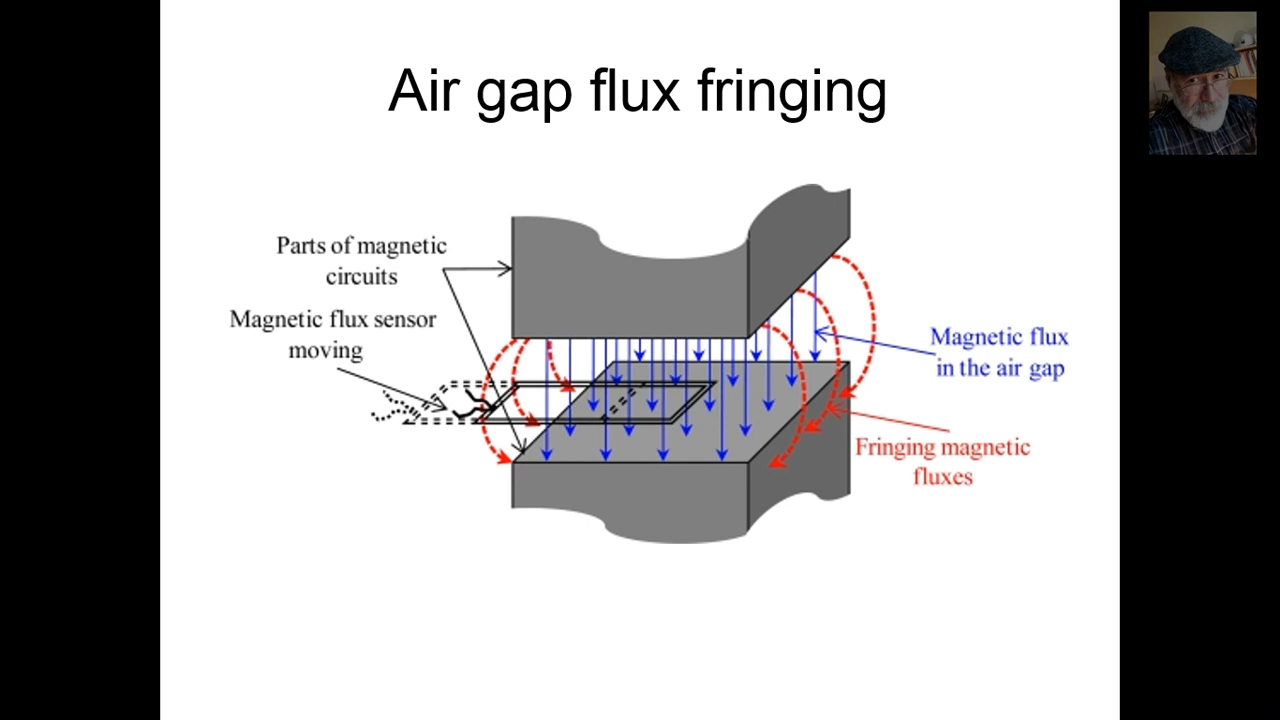 Air gap flux fringing
Parts of magnetic
circuits
Magnetic flux sensor
moving
Magnetic flux
in the air gap
Fringing magnetic
fluxes